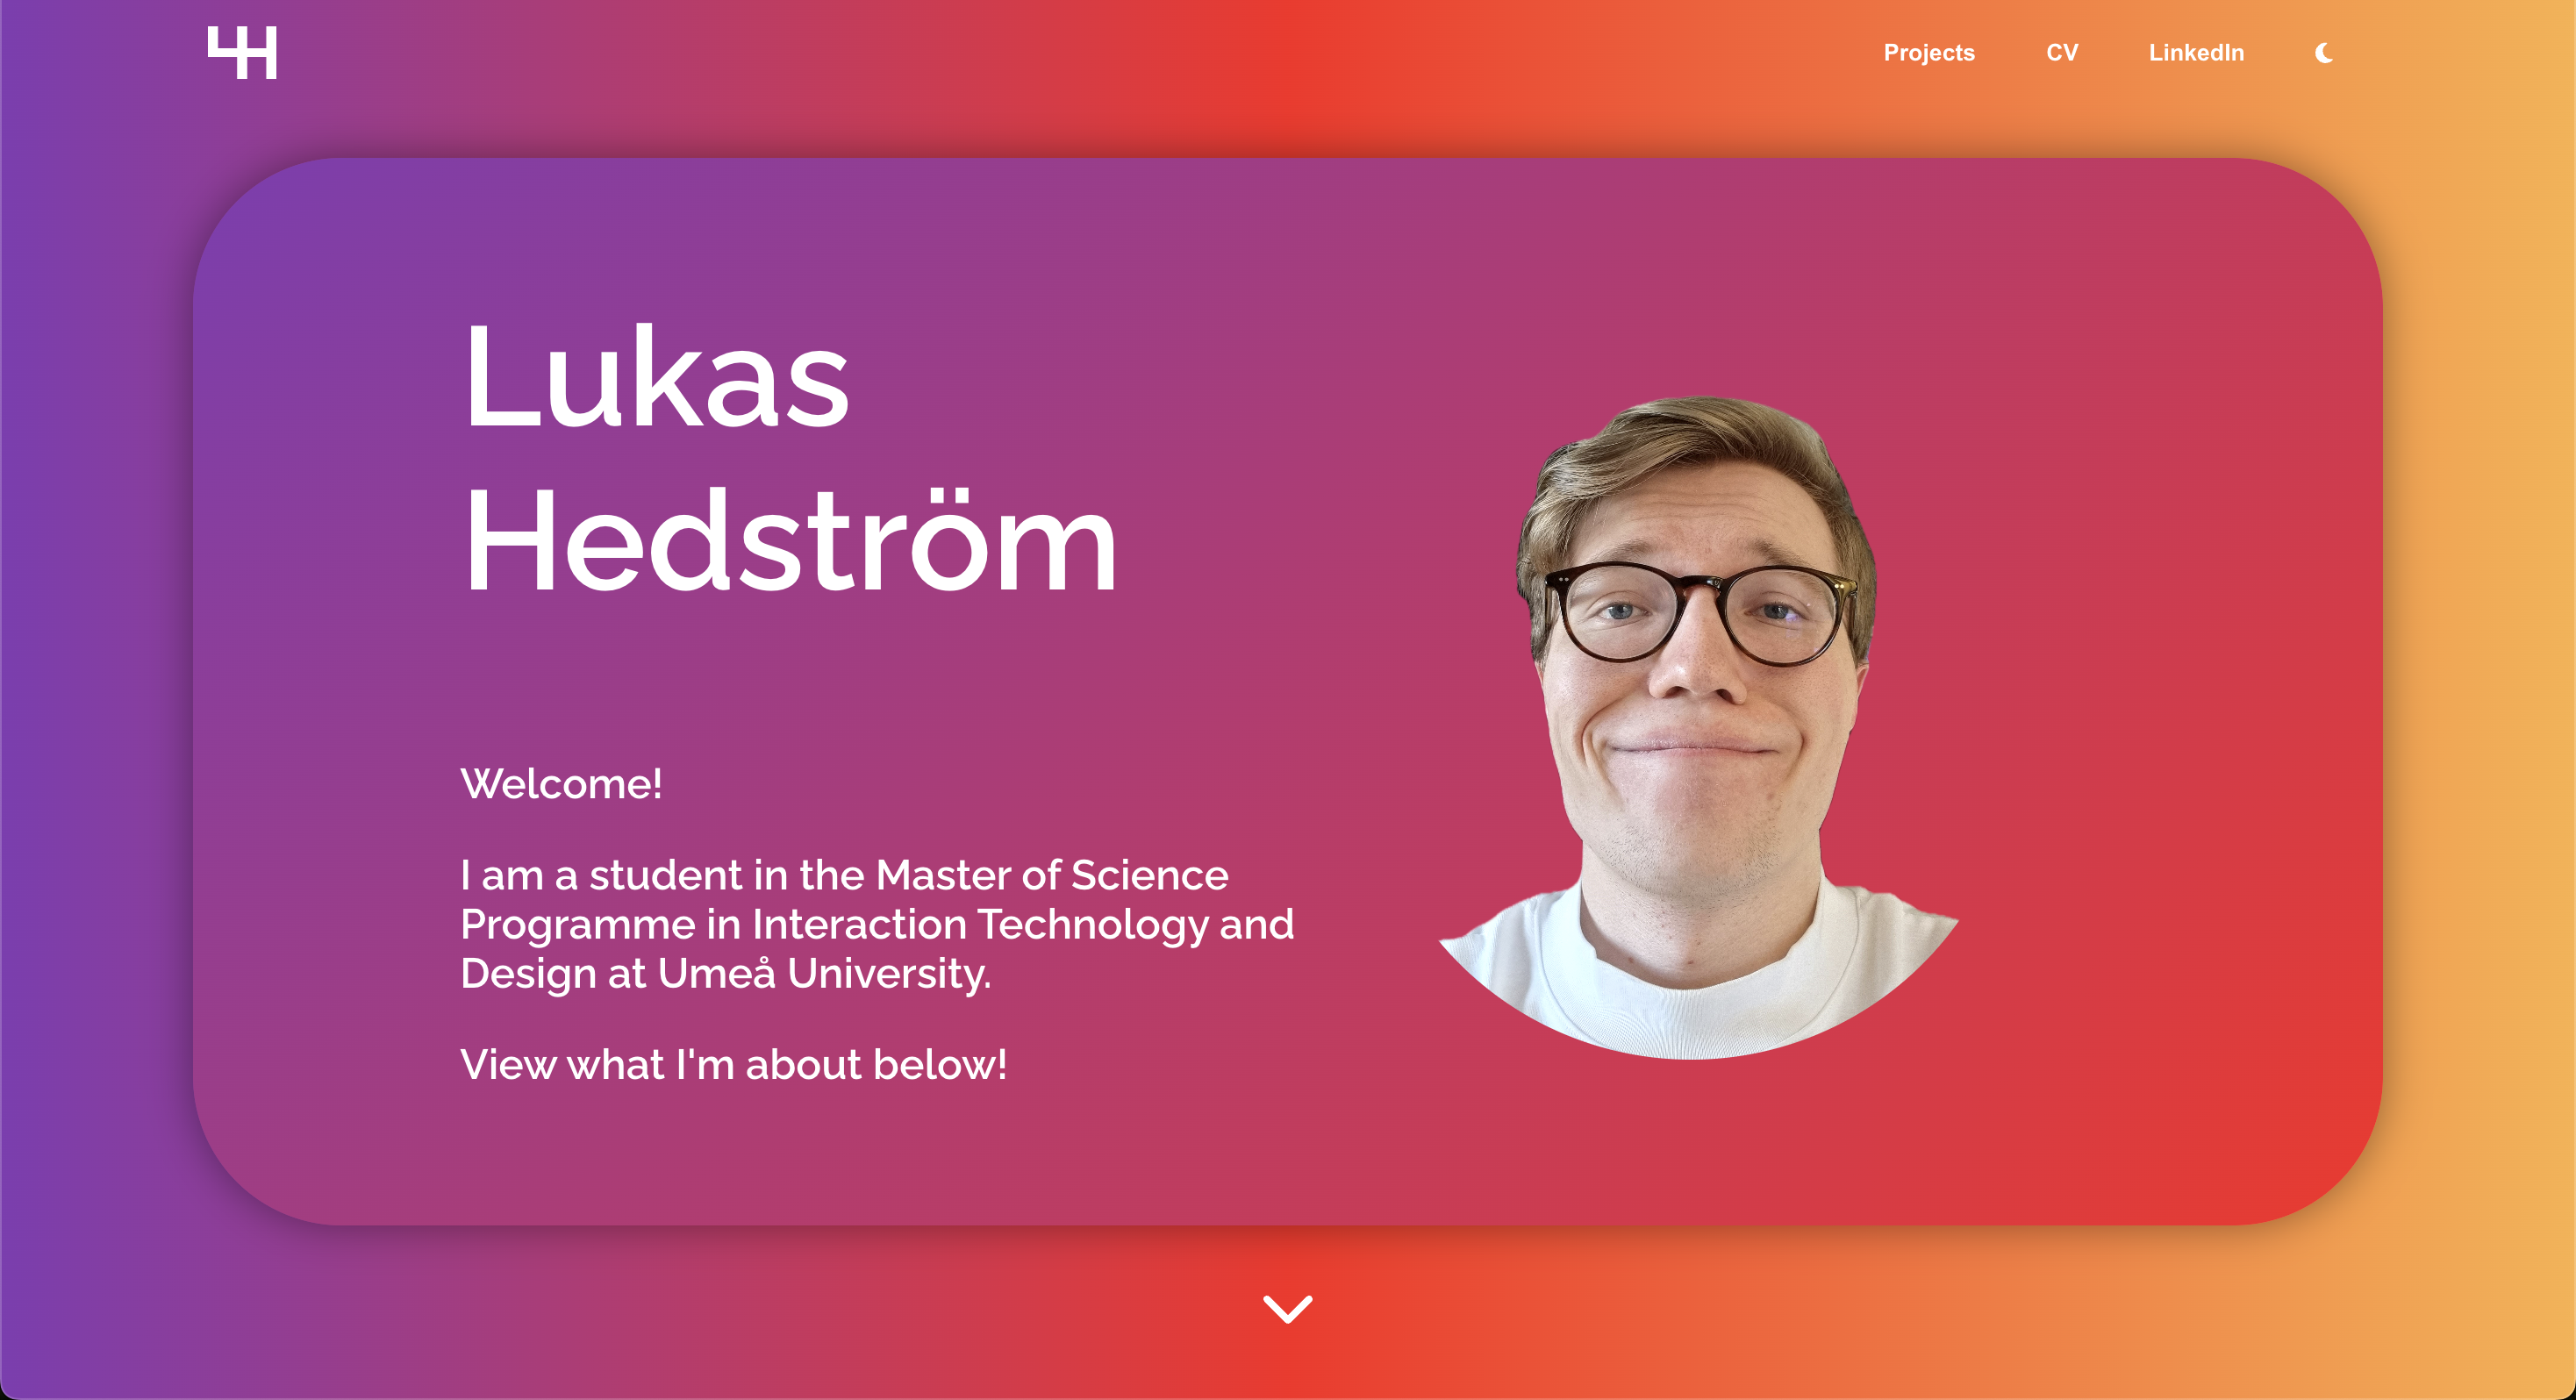 Projects
CV
LinkedIn
Lukas
Hedström
Welcome!
I am a student in the Master of Science
Programme in Interaction Technology and
Design at Umeå University.
View what I'm about below!